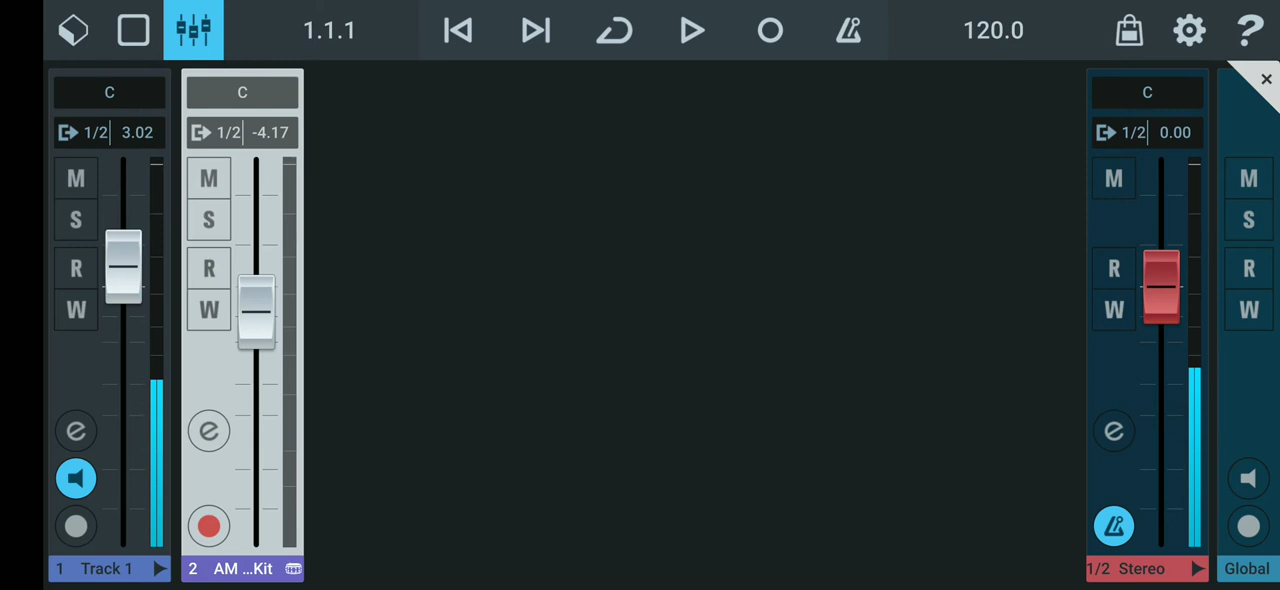 1.1.1
120.0
?
C
1/2 3.02
M
S
R
W
e
1 Track 1
C
1/2 -4.17
M
S
R
W
e
2 AM ...Kit
C
1/2 0.00
M
R
W
e
1/2 Stereo
×
M
S
R
W
Global